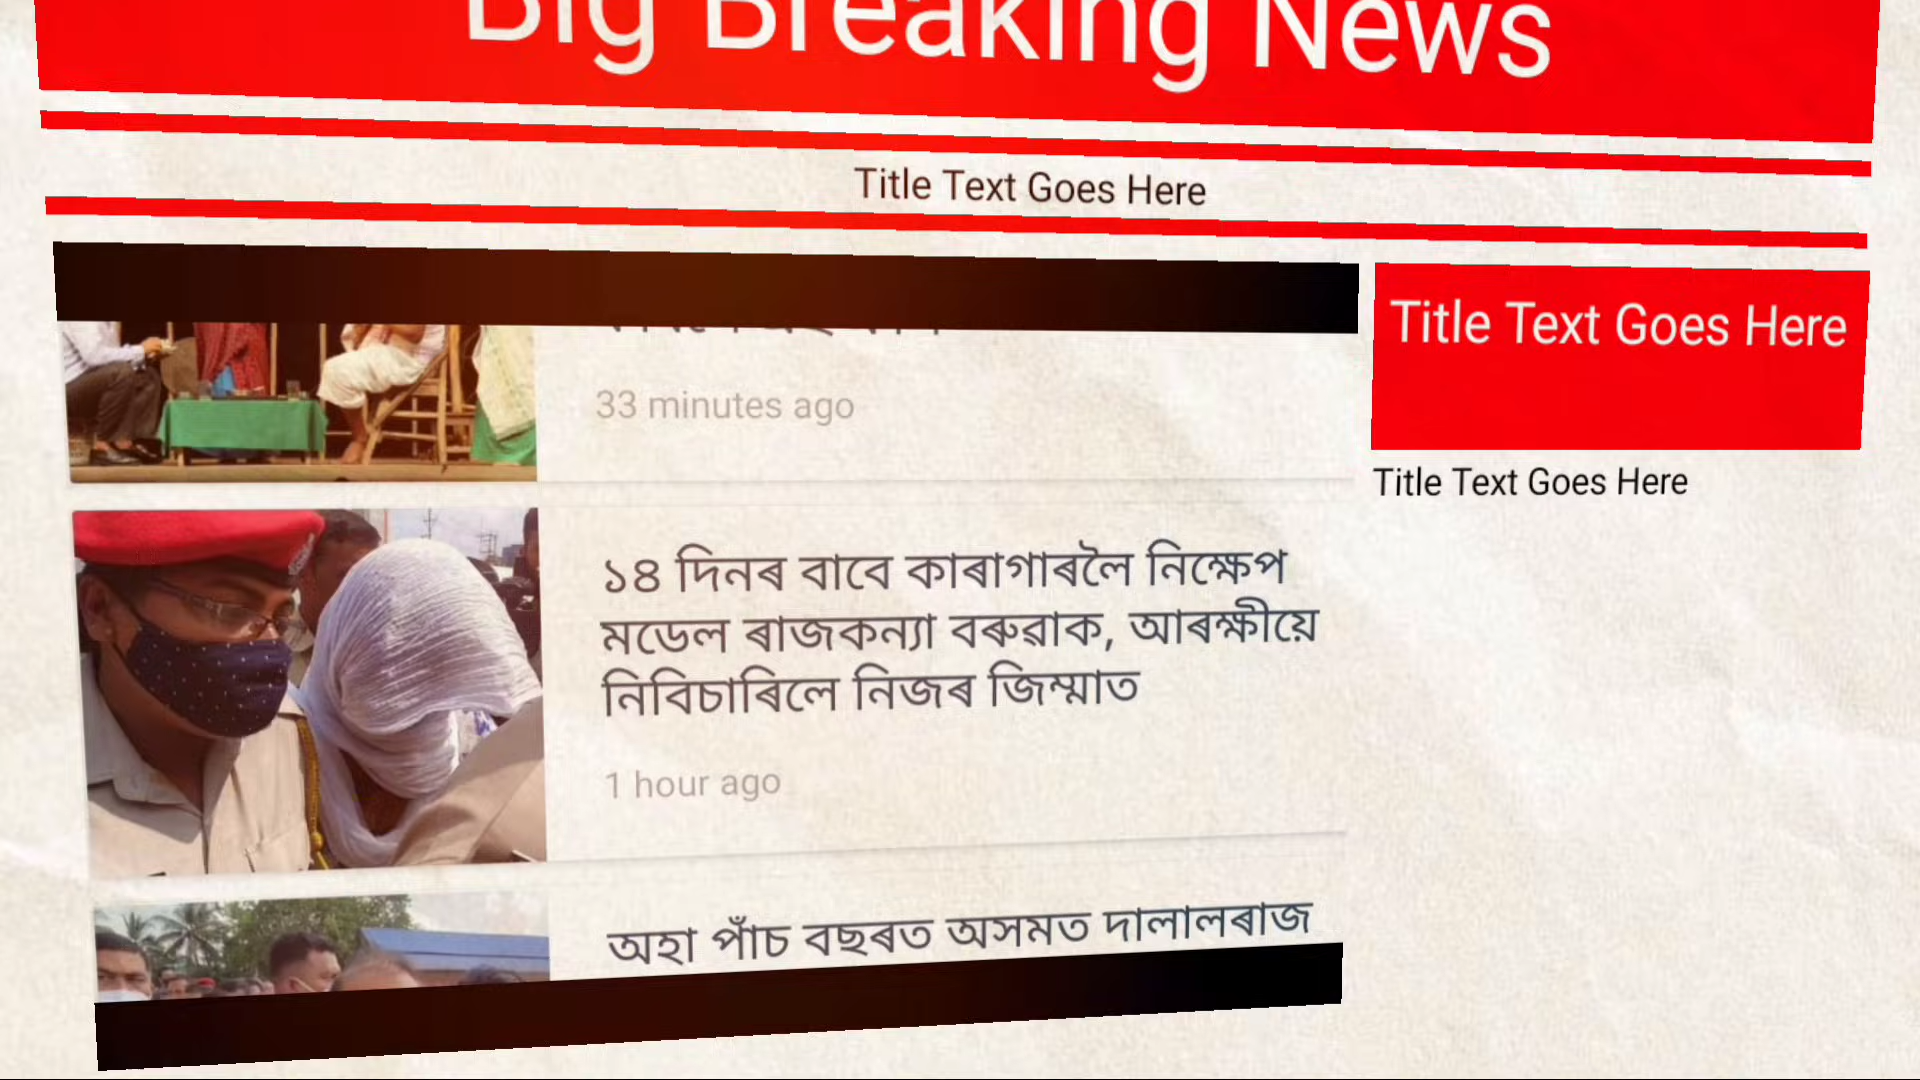 Big Breaking News
Title Text Goes Here
Title Text Goes Here
Title Text Goes Here
33 minutes ago
১৪ দিনৰ বাবে কাৰাগাৰলৈ নিক্ষেপ
মডেল ৰাজকন্যা বৰুৱাক, আৰক্ষীয়ে
নিবিচাৰিলে নিজৰ জিম্মাত
1 hour ago
অহা পাঁচ বছৰত অসমত দালালৰাজ